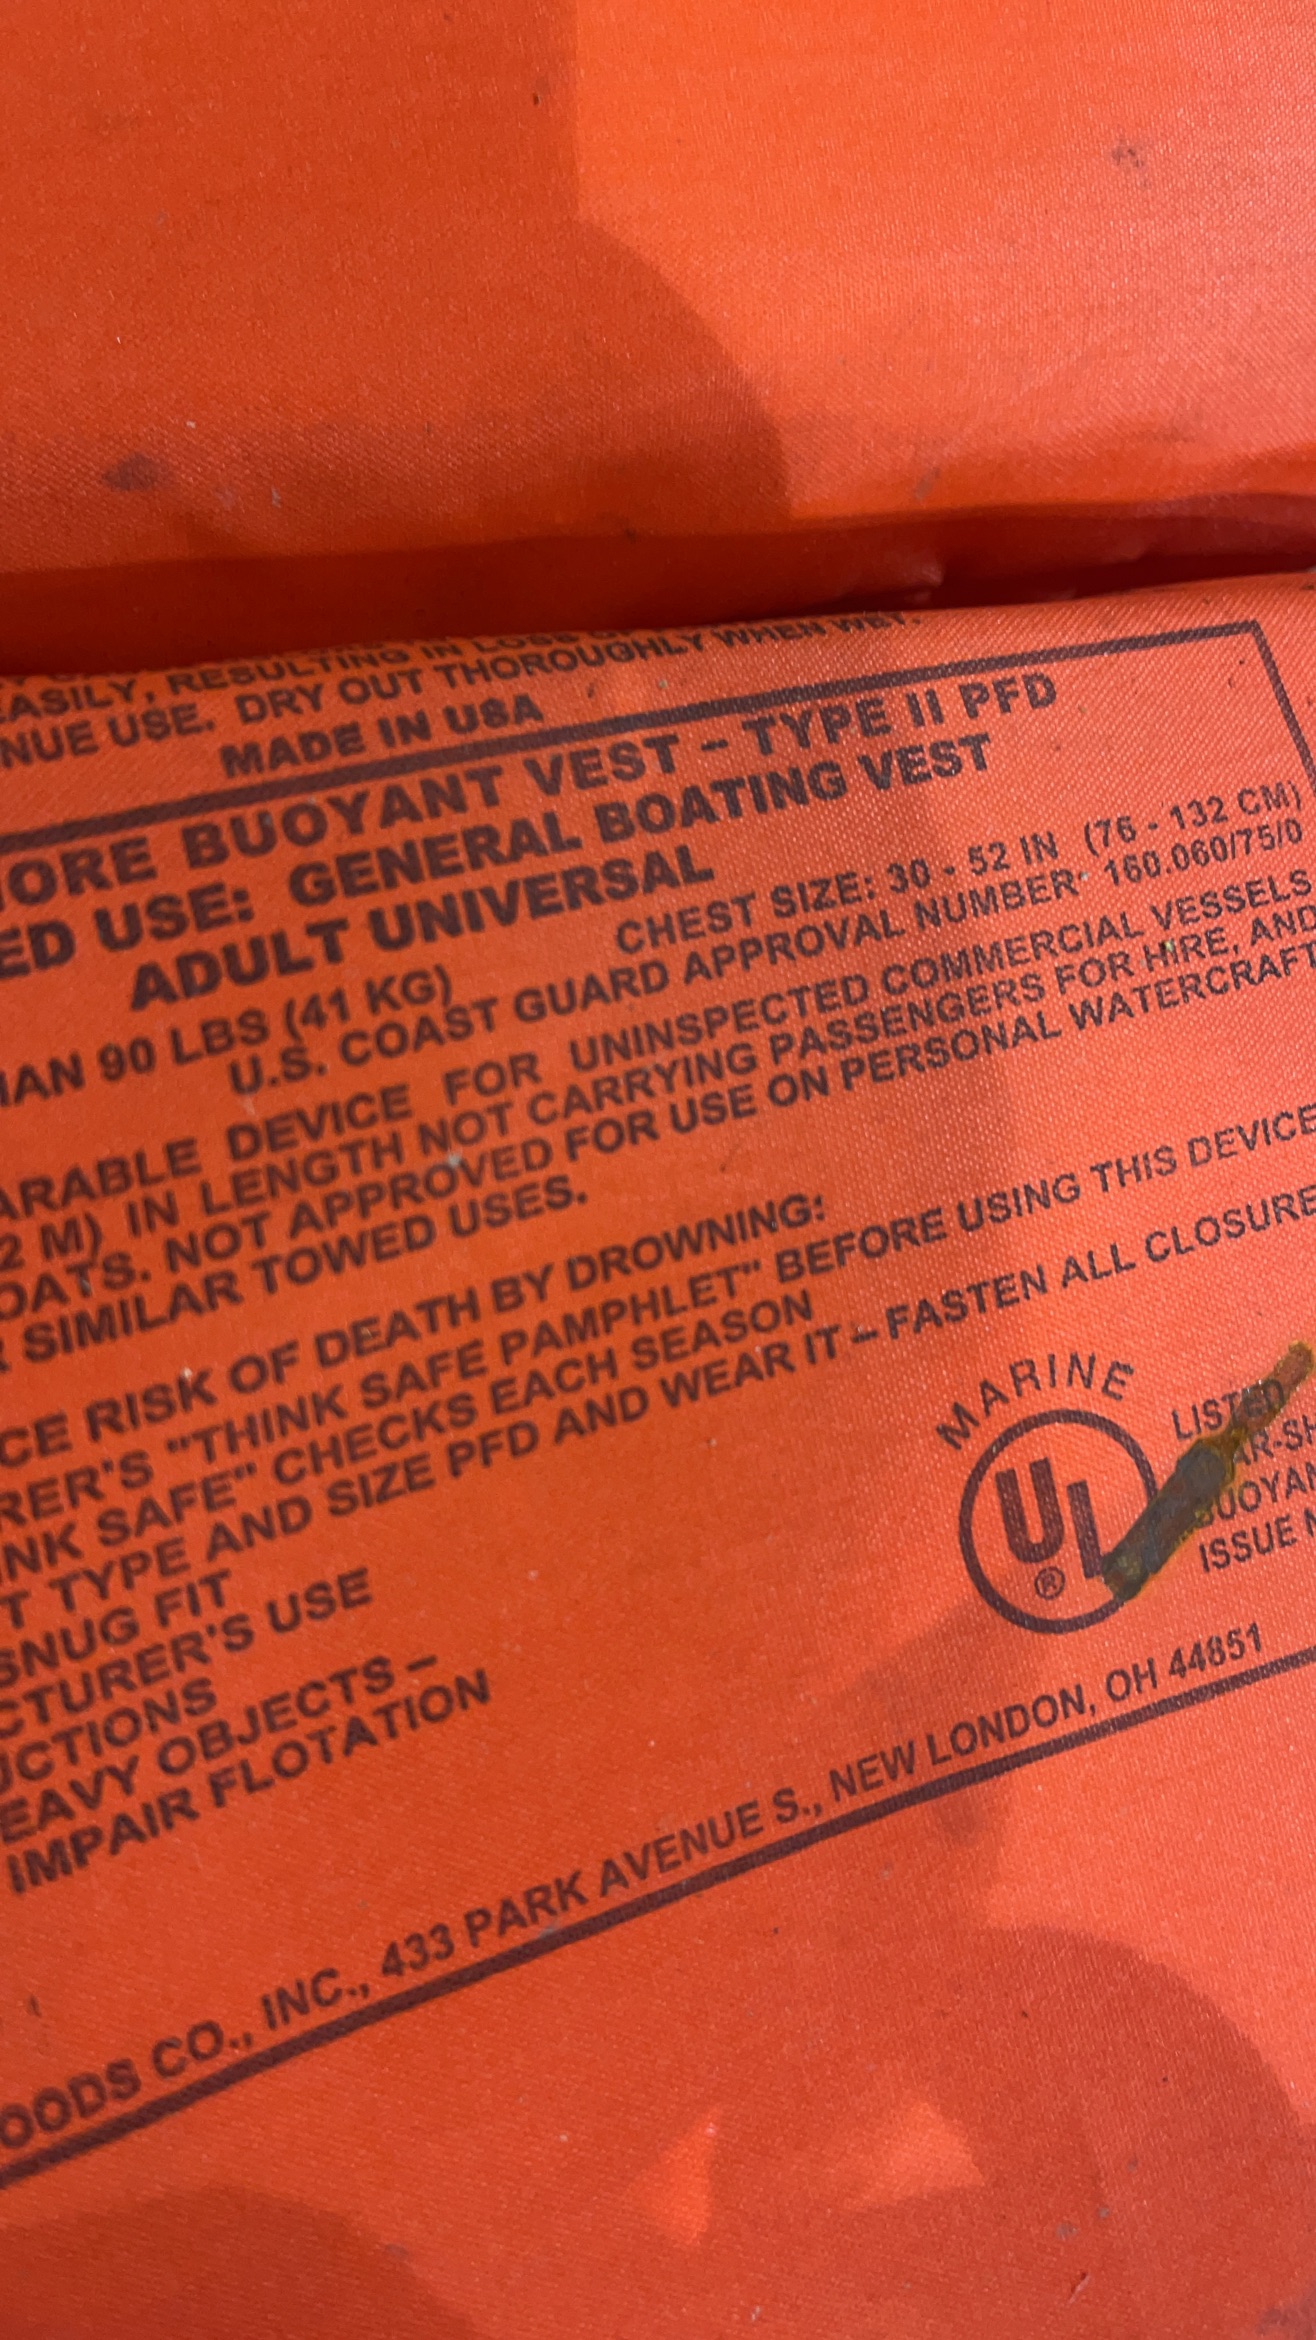 EASILY, RESULTING IN LOSS
NUE USE. DRY OUT THOROUGHLY WHEN WET.
MADE IN USA
ORE BUOYANT VEST – TYPE II PFD
ED USE: GENERAL BOATING VEST
ADULT UNIVERSAL
HAN 90 LBS (41 KG) CHEST SIZE: 30 - 52 IN (76 - 132 CM)
U.S. COAST GUARD APPROVAL NUMBER 160.060/75/0
ARABLE DEVICE FOR UNINSPECTED COMMERCIAL VESSELS
2 M) IN LENGTH NOT CARRYING PASSENGERS FOR HIRE, AND
OATS. NOT APPROVED FOR USE ON PERSONAL WATERCRAFT
SIMILAR TOWED USES.
CE RISK OF DEATH BY DROWNING:
RER'S "THINK SAFE PAMPHLET" BEFORE USING THIS DEVICE
INK SAFE" CHECKS EACH SEASON
T TYPE AND SIZE PFD AND WEAR IT – FASTEN ALL CLOSURE
SNUG FIT
CTURER'S USE
UCTIONS
EAVY OBJECTS –
IMPAIR FLOTATION
MARINE
UL
®
LISTED
AR-SH
BUOYAN
ISSUE N
OODS CO., INC., 433 PARK AVENUE S., NEW LONDON, OH 44851